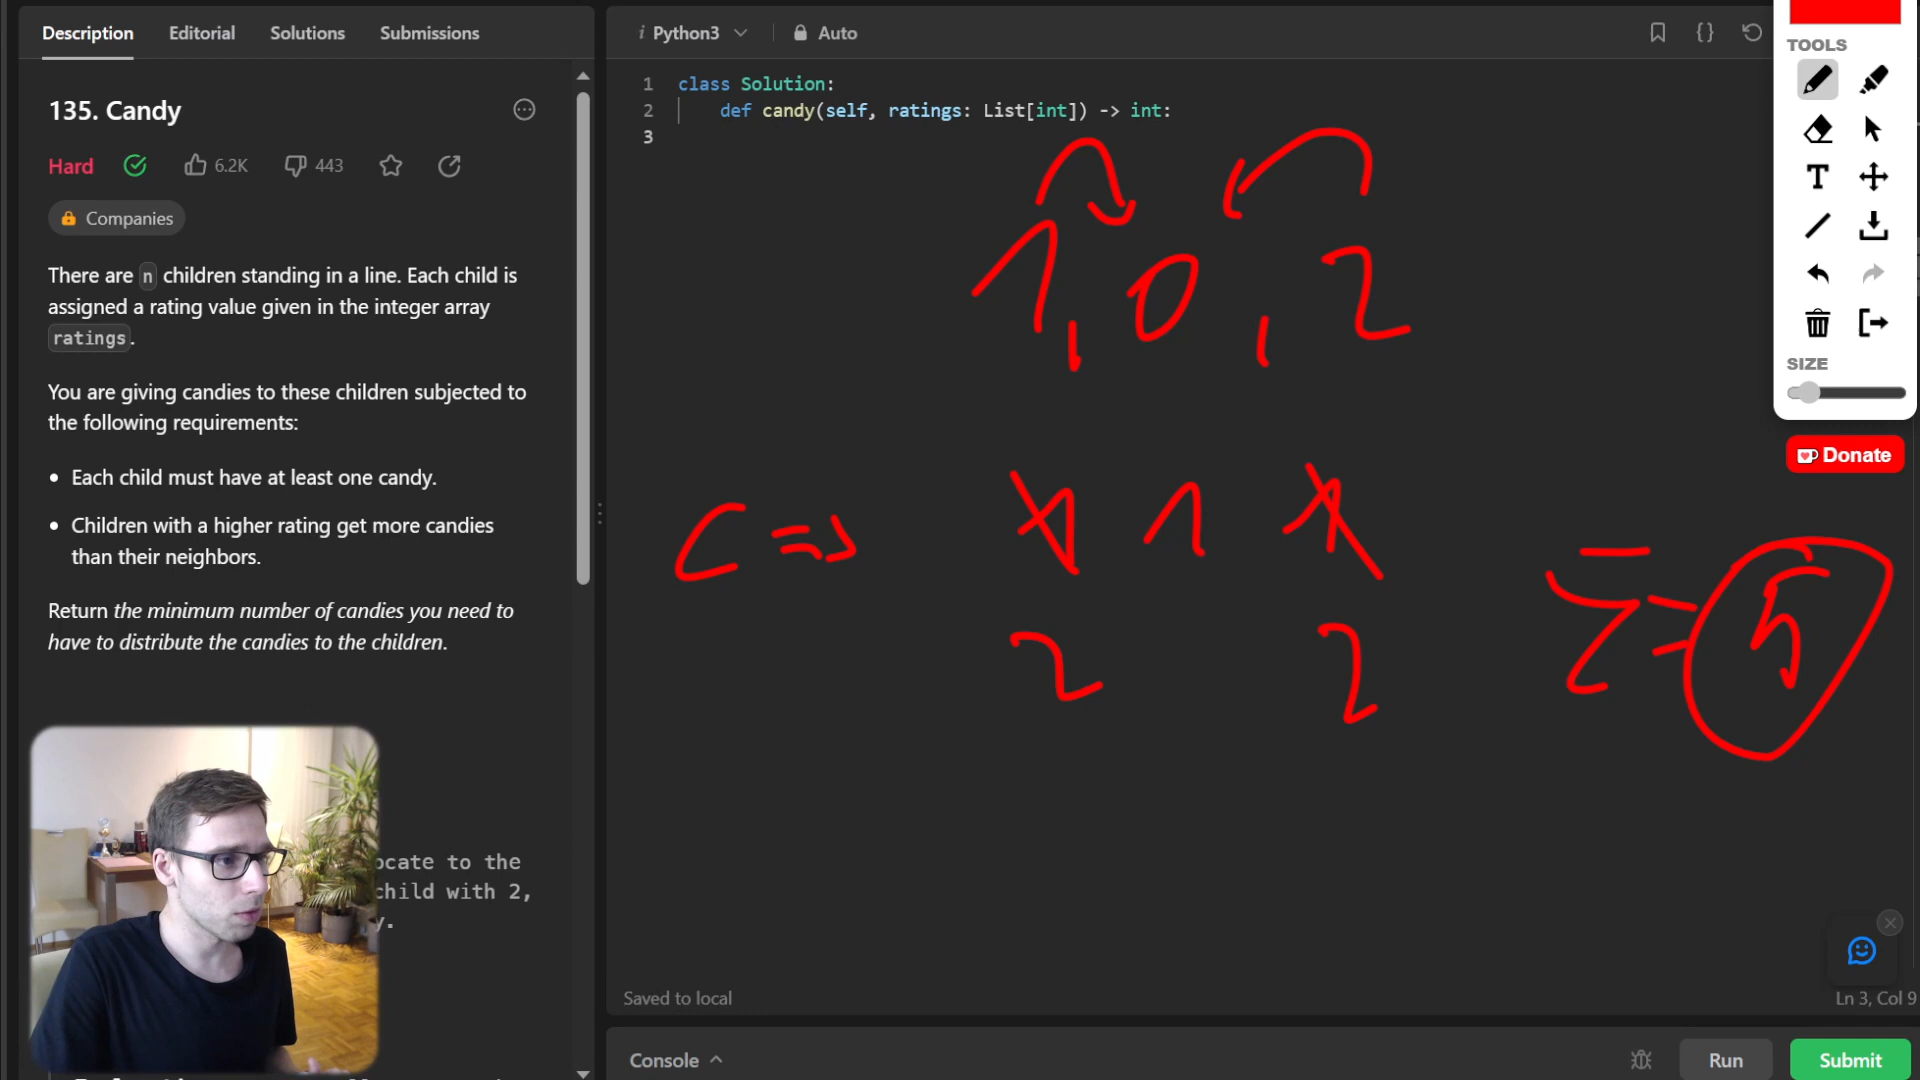 Description Editorial Solutions Submissions
135. Candy
Hard 6.2K 443
Companies
There are n children standing in a line. Each child is
assigned a rating value given in the integer array
ratings.
You are giving candies to these children subjected to
the following requirements:
• Each child must have at least one candy.
• Children with a higher rating get more candies
than their neighbors.
Return the minimum number of candies you need to
have to distribute the candies to the children.
ocate to the
child with 2,
y.
i Python3 Auto
1 class Solution:
2 def candy(self, ratings: List[int]) -> int:
3
1, 0, 2
C => 1 1 1
2 2
Σ = 5
Saved to local
Ln 3, Col 9
Console
Run
Submit
TOOLS
T
SIZE
Donate